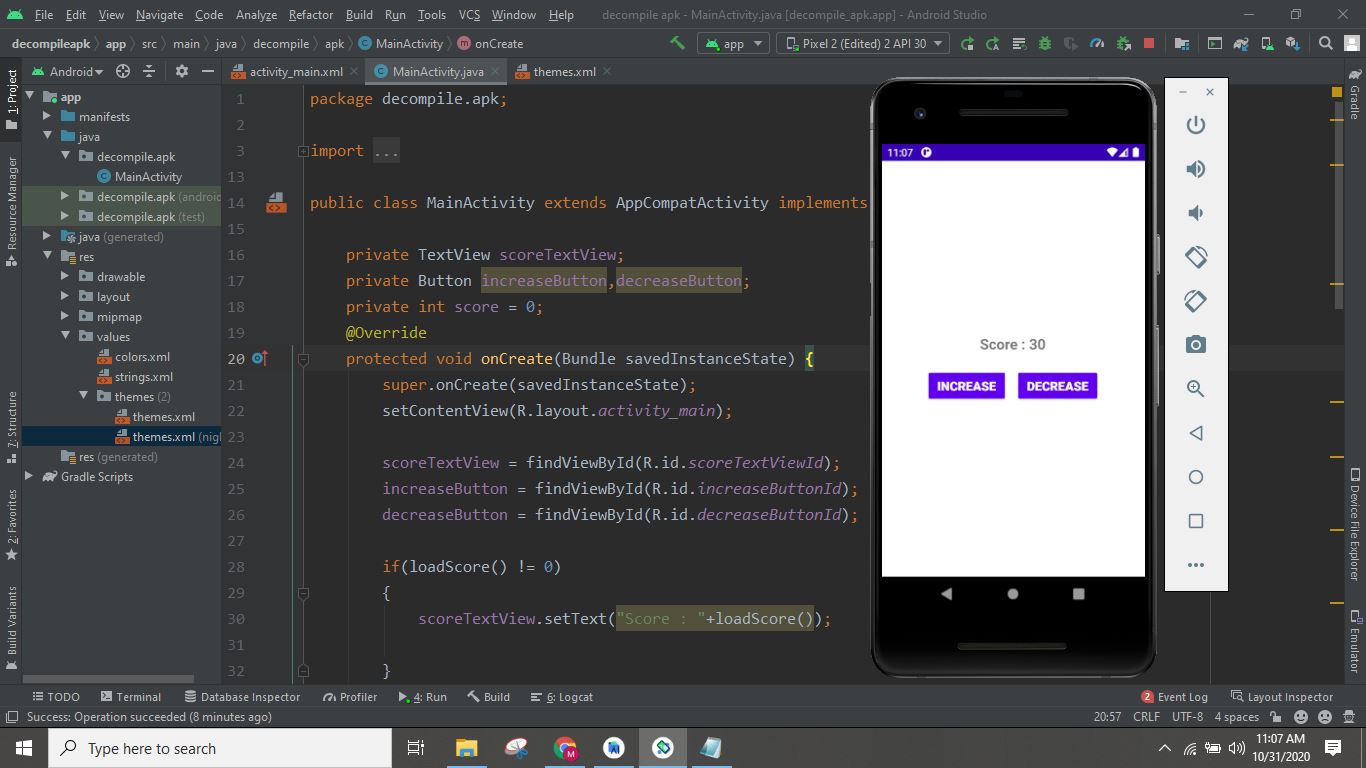 File Edit View Navigate Code Analyze Refactor Build Run Tools VCS Window Help decompile apk - MainActivity.java [decompile_apk.app] - Android Studio
decompileapk app src main java decompile apk MainActivity onCreate app Pixel 2 (Edited) 2 API 30
Android activity_main.xml MainActivity.java themes.xml
1: Project
Resource Manager
7: Structure
2: Favorites
Build Variants
app
manifests
java
decompile.apk
MainActivity
decompile.apk (android
decompile.apk (test)
java (generated)
res
drawable
layout
mipmap
values
colors.xml
strings.xml
themes (2)
themes.xml
themes.xml (nig
res (generated)
Gradle Scripts
1 package decompile.apk;
2
3 import ...
13
14 public class MainActivity extends AppCompatActivity implements
15
16 private TextView scoreTextView;
17 private Button increaseButton,decreaseButton;
18 private int score = 0;
19 @Override
20 protected void onCreate(Bundle savedInstanceState) {
21 super.onCreate(savedInstanceState);
22 setContentView(R.layout.activity_main);
23
24 scoreTextView = findViewById(R.id.scoreTextViewId);
25 increaseButton = findViewById(R.id.increaseButtonId);
26 decreaseButton = findViewById(R.id.decreaseButtonId);
27
28 if(loadScore() != 0)
29 {
30 scoreTextView.setText("Score : "+loadScore());
31
32 }
11:07
Score : 30
INCREASE DECREASE
Gradle
Device File Explorer
Emulator
TODO Terminal Database Inspector Profiler 4: Run Build 6: Logcat 2 Event Log Layout Inspector
Success: Operation succeeded (8 minutes ago) 20:57 CRLF UTF-8 4 spaces
Type here to search M 11:07 AM
10/31/2020